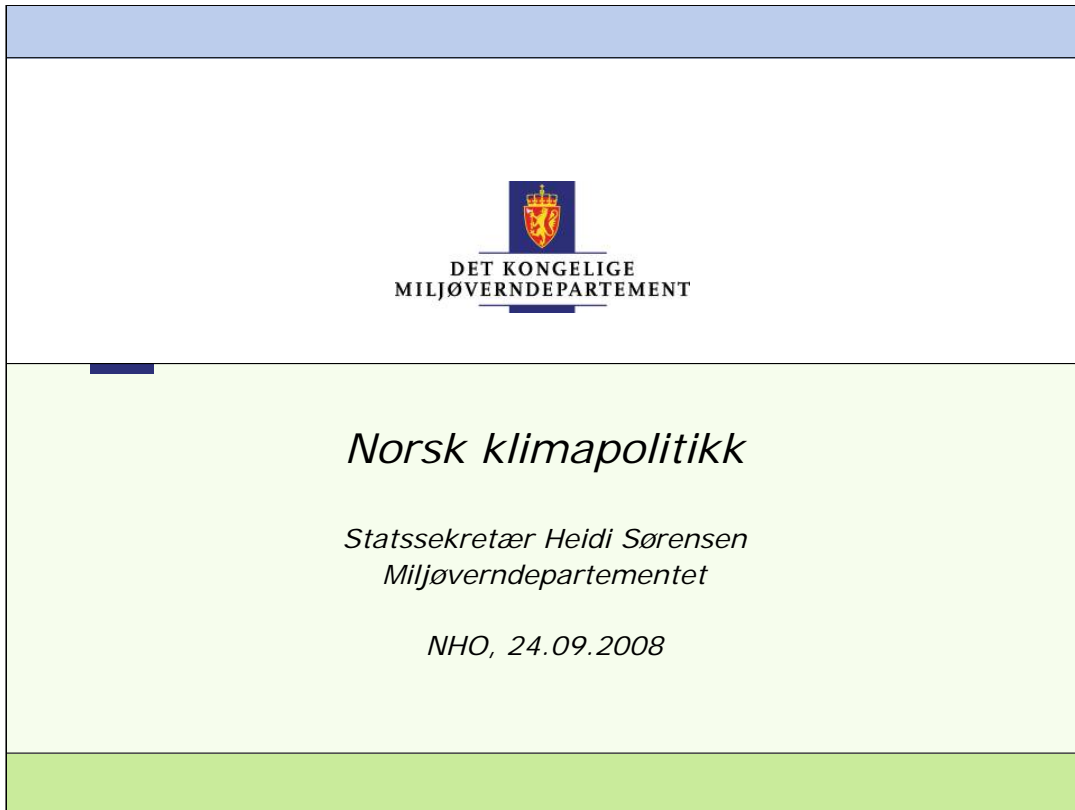 DET KONGELIGE
MILJØVERNDEPARTEMENT
Norsk klimapolitikk
Statssekretær Heidi Sørensen
Miljøverndepartementet
NHO, 24.09.2008